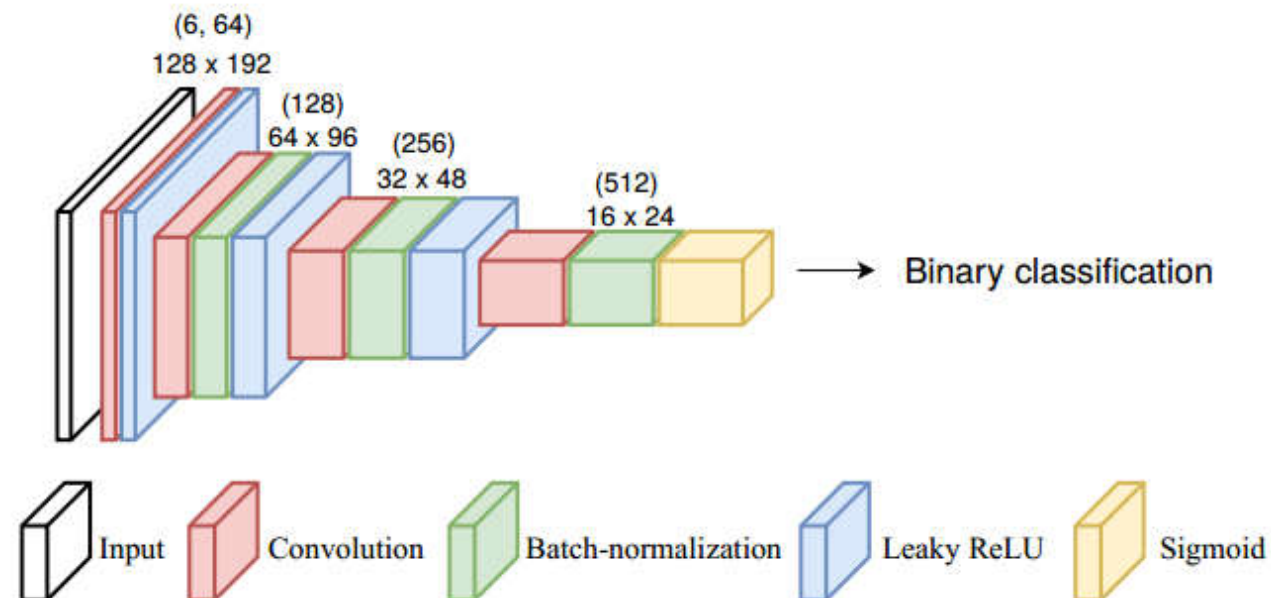 (6, 64)
128 x 192
(128)
64 x 96
(256)
32 x 48
(512)
16 x 24
Binary classification
Input
Convolution
Batch-normalization
Leaky ReLU
Sigmoid